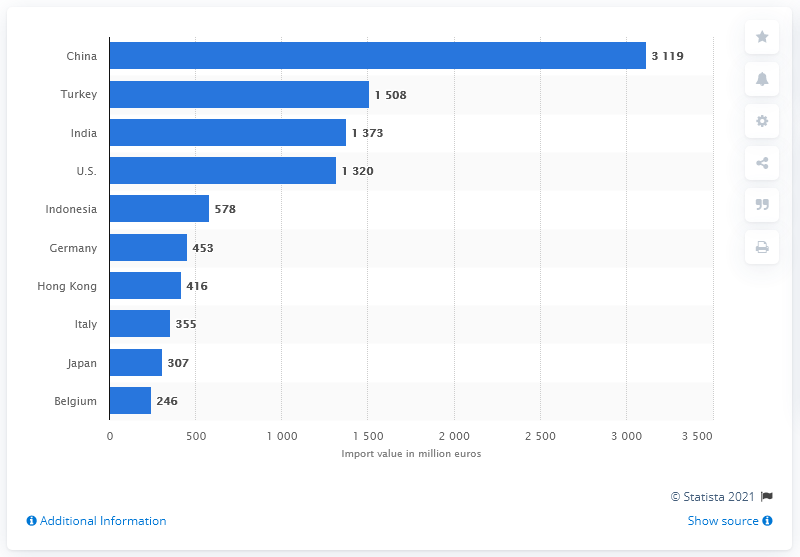 China 3 119
Turkey 1 508
India 1 373
U.S. 1 320
Indonesia 578
Germany 453
Hong Kong 416
Italy 355
Japan 307
Belgium 246
0 500 1 000 1 500 2 000 2 500 3 000 3 500
Import value in million euros
© Statista 2021
Additional Information Show source